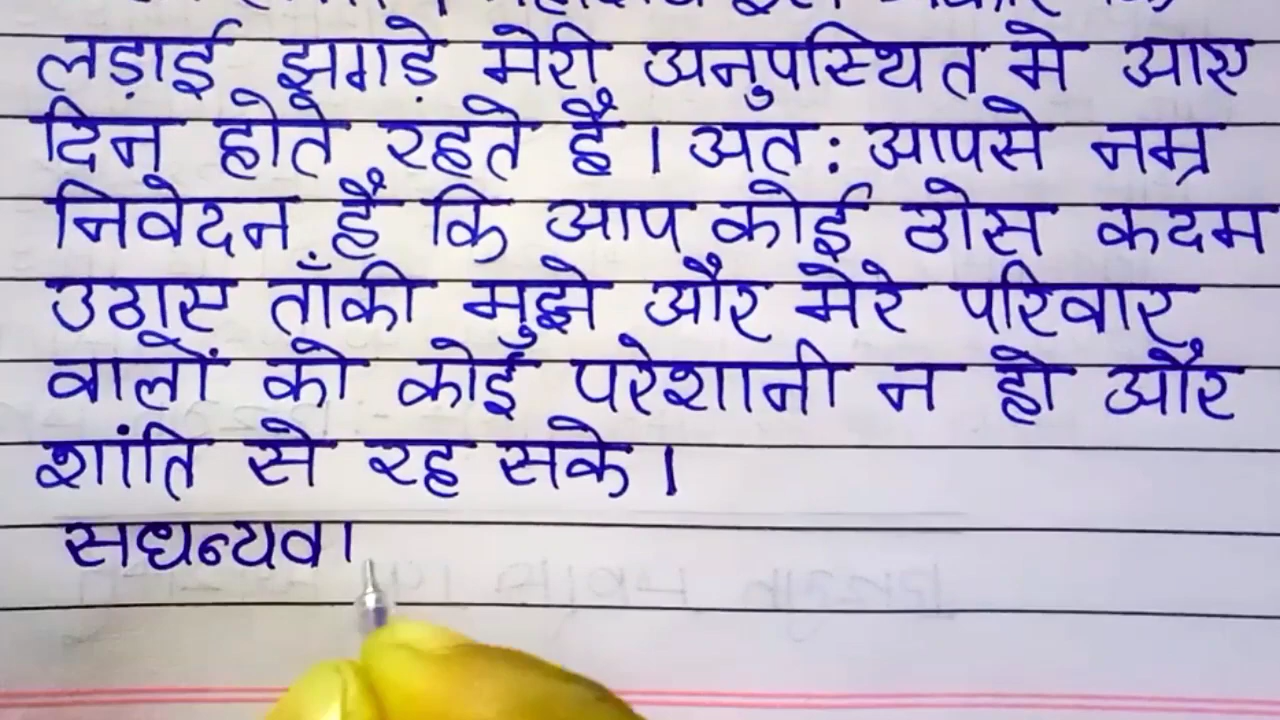 लड़ाई झगड़े मेरी अनुपस्थित मे आए
दिन होते रहते हैं। अत: आपसे नम्र
निवेदन है कि आप कोई ठोस कदम
उठाए ताँकी मुझे और मेरे परिवार
वालों को कोई परेशानी न हो और
शांति से रह सके।
सधन्यवा